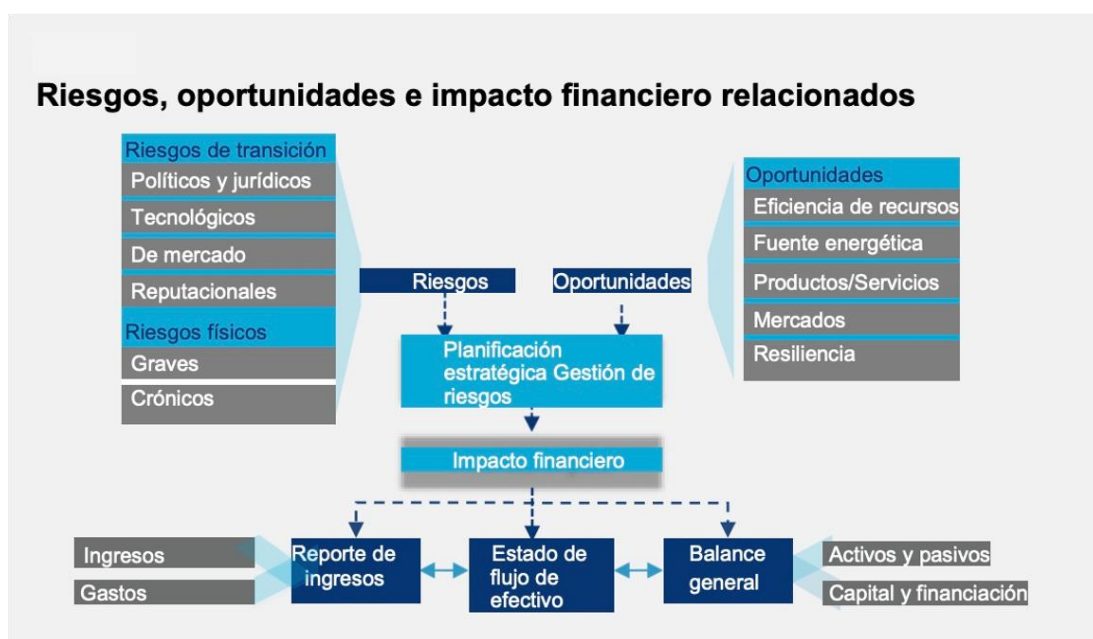 Riesgos, oportunidades e impacto financiero relacionados
Riesgos de transición
Políticos y jurídicos
Tecnológicos
De mercado
Reputacionales
Riesgos físicos
Graves
Crónicos
Riesgos
Oportunidades
Oportunidades
Eficiencia de recursos
Fuente energética
Productos/Servicios
Mercados
Resiliencia
Planificación
estratégica Gestión de
riesgos
Impacto financiero
Ingresos
Gastos
Reporte de
ingresos
Estado de
flujo de
efectivo
Balance
general
Activos y pasivos
Capital y financiación